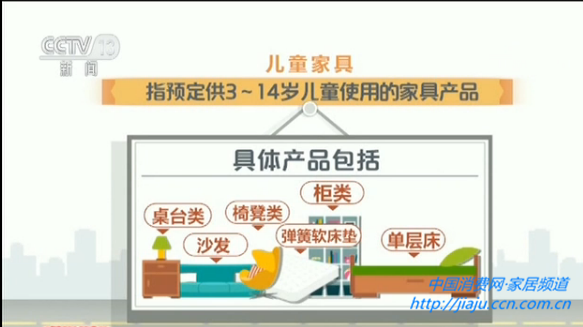 CCTV 13
新闻
儿童家具
指预定供3~14岁儿童使用的家具产品
具体产品包括
柜类
桌台类
椅凳类
沙发
弹簧软床垫
单层床
中国消费网·家居频道
http://jiaju.ccn.com.cn